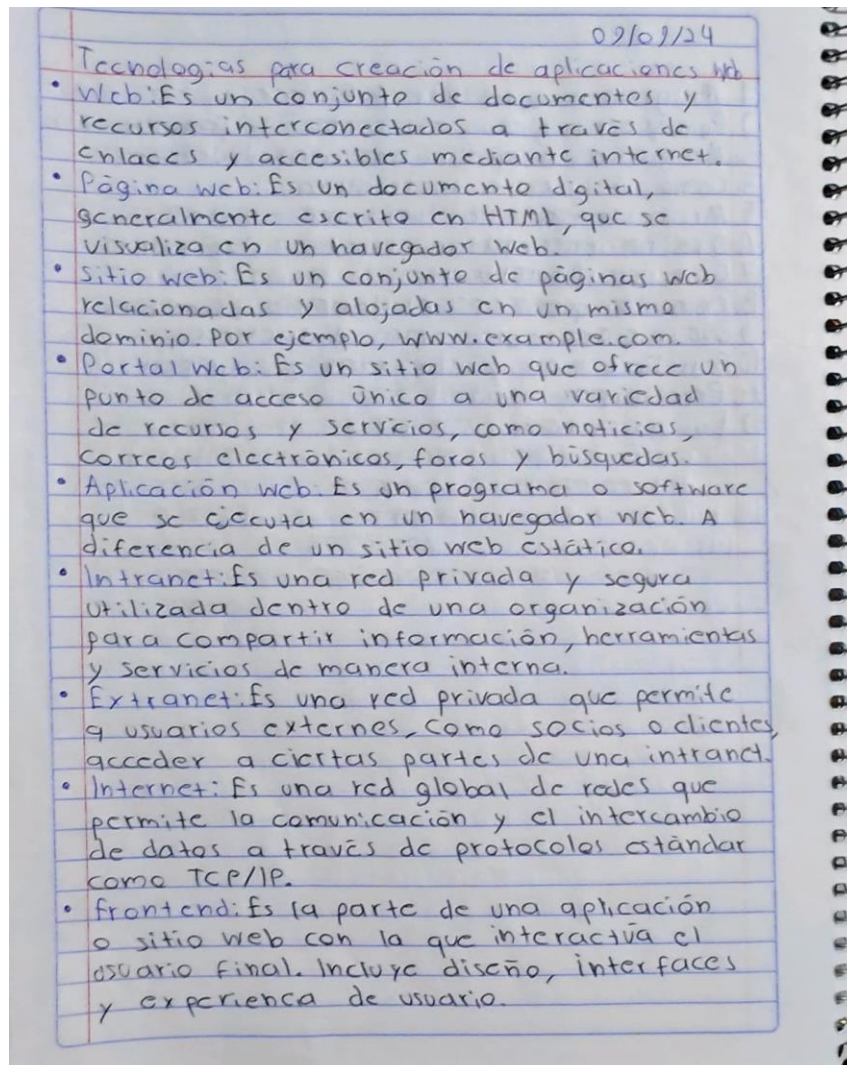 09/09/24
Tecnologías para creación de aplicaciones web
• Web: Es un conjunto de documentos y
recursos interconectados a través de
enlaces y accesibles mediante internet.
• Página web: Es un documento digital,
generalmente escrito en HTML, que se
visualiza en un navegador web.
• Sitio web: Es un conjunto de páginas web
relacionadas y alojadas en un mismo
dominio. Por ejemplo, www.example.com.
• Portal web: Es un sitio web que ofrece un
punto de acceso único a una variedad
de recursos y servicios, como noticias,
correos electrónicos, foros y búsquedas.
• Aplicación web: Es un programa o software
que se ejecuta en un navegador web. A
diferencia de un sitio web estático.
• Intranet: Es una red privada y segura
utilizada dentro de una organización
para compartir información, herramientas
y servicios de manera interna.
• Extranet: Es una red privada que permite
a usuarios externos, como socios o clientes,
acceder a ciertas partes de una intranet.
• Internet: Es una red global de redes que
permite la comunicación y el intercambio
de datos a través de protocolos estándar
como TCP/IP.
• Frontend: Es la parte de una aplicación
o sitio web con la que interactúa el
usuario final. Incluye diseño, interfaces
y experienca de usuario.